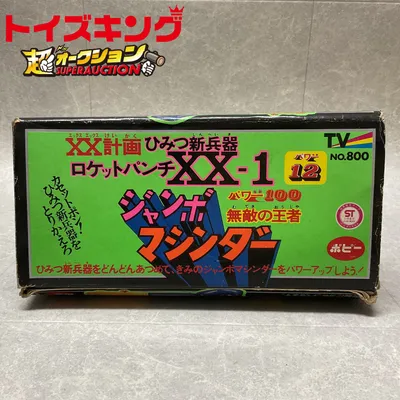 トイズキング
超オークション
SUPERAUCTION
XX計画
ひみつ新兵器
ロケットパンチXX-1
パワー
12
TV
NO.800
パワー100
無敵の王者
ジャンボ
マシンダー
ST
ポピー
カセットポンダー
ひみつ新兵器を
とりかえろ
ひみつ新兵器をどんどんあつめて、きみのジャンボマシンダーをパワーアップしよう!